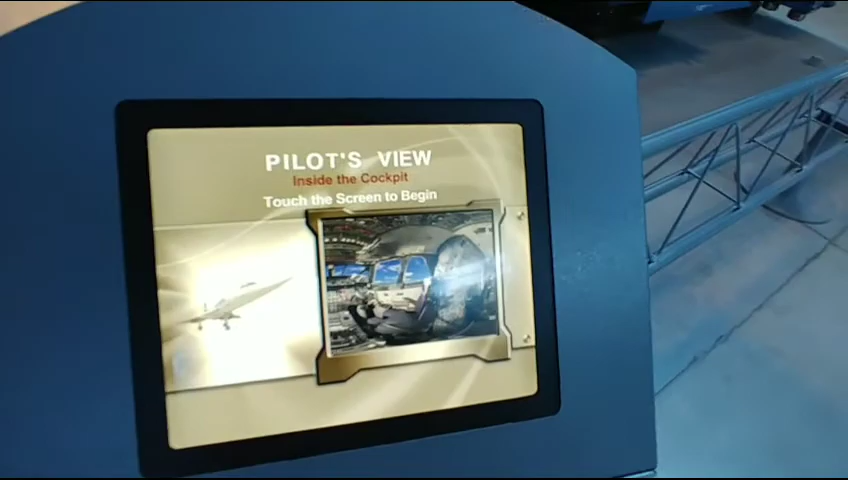 PILOT'S VIEW
Inside the Cockpit
Touch the Screen to Begin